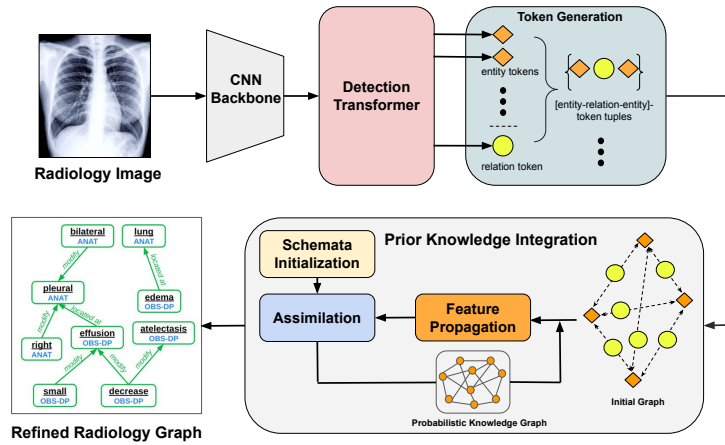 Radiology Image
CNN
Backbone
Detection
Transformer
Token Generation
entity tokens
relation token
[entity-relation-entity]-
token tuples
Prior Knowledge Integration
Schemata
Initialization
Assimilation
Feature
Propagation
Probabilistic Knowledge Graph
Initial Graph
bilateral
ANAT
lung
ANAT
modify
located at
pleural
ANAT
edema
OBS-DP
modify
located at
right
ANAT
effusion
OBS-DP
atelectasis
OBS-DP
modify
modify
modify
small
OBS-DP
decrease
OBS-DP
Refined Radiology Graph